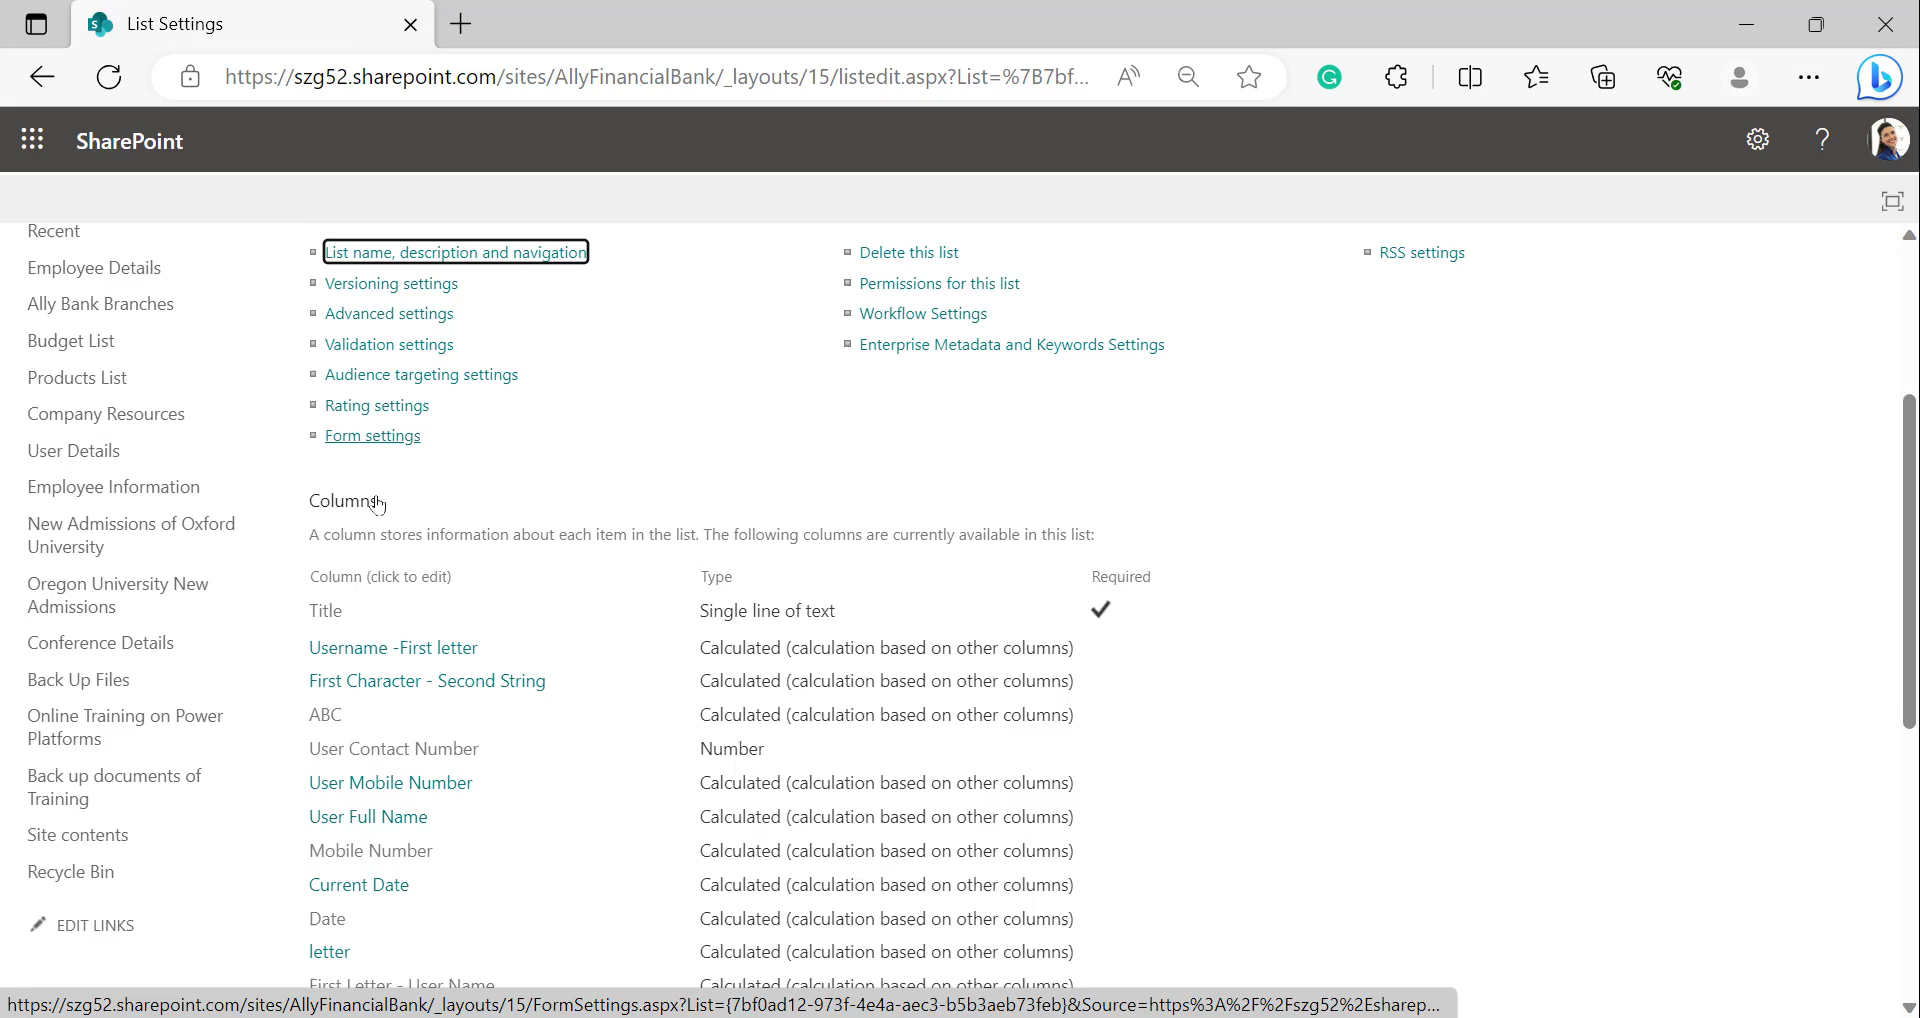 List Settings
https://szg52.sharepoint.com/sites/AllyFinancialBank/_layouts/15/listedit.aspx?List=%7B7bf...
SharePoint
Recent
Employee Details
Ally Bank Branches
Budget List
Products List
Company Resources
User Details
Employee Information
New Admissions of Oxford
University
Oregon University New
Admissions
Conference Details
Back Up Files
Online Training on Power
Platforms
Back up documents of
Training
Site contents
Recycle Bin
EDIT LINKS
List name, description and navigation
Versioning settings
Advanced settings
Validation settings
Audience targeting settings
Rating settings
Form settings
Delete this list
Permissions for this list
Workflow Settings
Enterprise Metadata and Keywords Settings
RSS settings
Columns
A column stores information about each item in the list. The following columns are currently available in this list:
Column (click to edit) Type Required
Title Single line of text
Username -First letter Calculated (calculation based on other columns)
First Character - Second String Calculated (calculation based on other columns)
ABC Calculated (calculation based on other columns)
User Contact Number Number
User Mobile Number Calculated (calculation based on other columns)
User Full Name Calculated (calculation based on other columns)
Mobile Number Calculated (calculation based on other columns)
Current Date Calculated (calculation based on other columns)
Date Calculated (calculation based on other columns)
letter Calculated (calculation based on other columns)
First Letter - User Name Calculated (calculation based on other columns)
https://szg52.sharepoint.com/sites/AllyFinancialBank/_layouts/15/FormSettings.aspx?List={7bf0ad12-973f-4e4a-aec3-b5b3aeb73feb}&Source=https%3A%2F%2Fszg52%2Esharep...